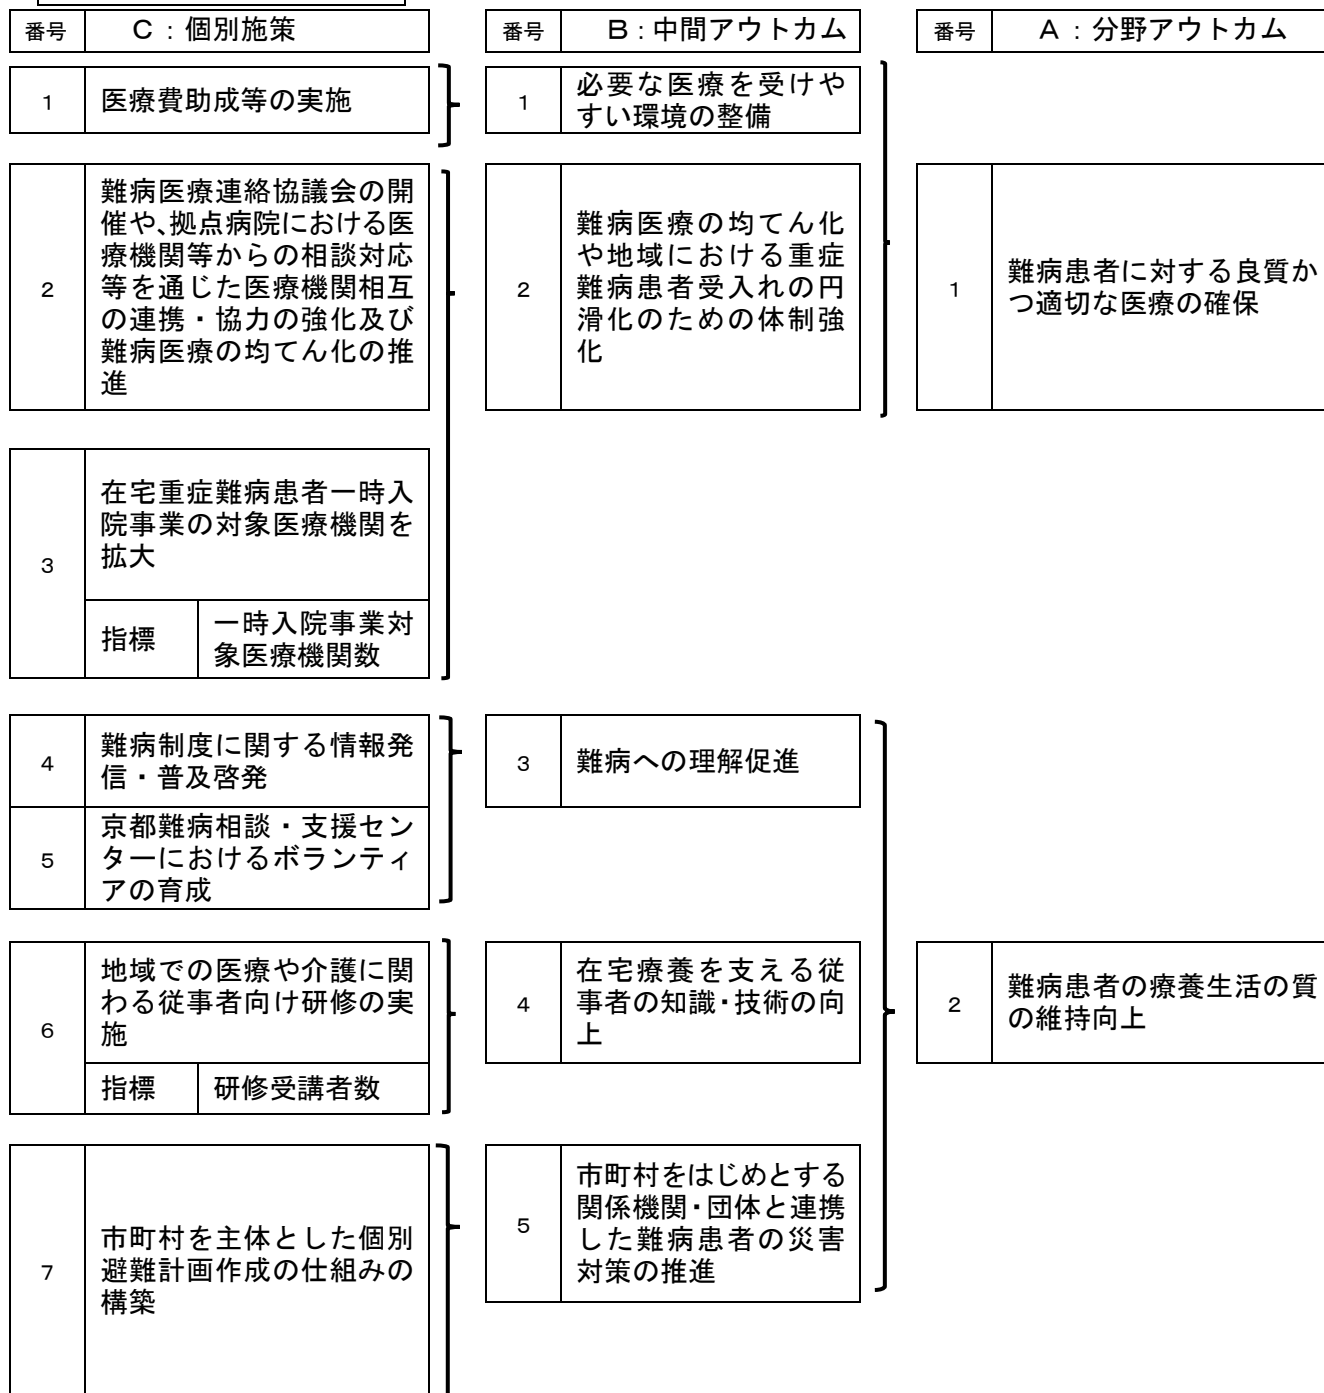 番号 C：個別施策
番号 B：中間アウトカム
番号 A：分野アウトカム
1 医療費助成等の実施
1 必要な医療を受けや
すい環境の整備
2 難病医療連絡協議会の開
催や、拠点病院における医
療機関等からの相談対応
等を通じた医療機関相互
の連携・協力の強化及び
難病医療の均てん化の推
進
2 難病医療の均てん化
や地域における重症
難病患者受入れの円
滑化のための体制強
化
1 難病患者に対する良質か
つ適切な医療の確保
3 在宅重症難病患者一時入
院事業の対象医療機関を
拡大
指標 一時入院事業対
象医療機関数
4 難病制度に関する情報発
信・普及啓発
3 難病への理解促進
5 京都難病相談・支援セン
ターにおけるボランティ
アの育成
6 地域での医療や介護に関
わる従事者向け研修の実
施
指標 研修受講者数
4 在宅療養を支える従
事者の知識・技術の向
上
2 難病患者の療養生活の質
の維持向上
7 市町村を主体とした個別
避難計画作成の仕組みの
構築
5 市町村をはじめとする
関係機関・団体と連携
した難病患者の災害
対策の推進